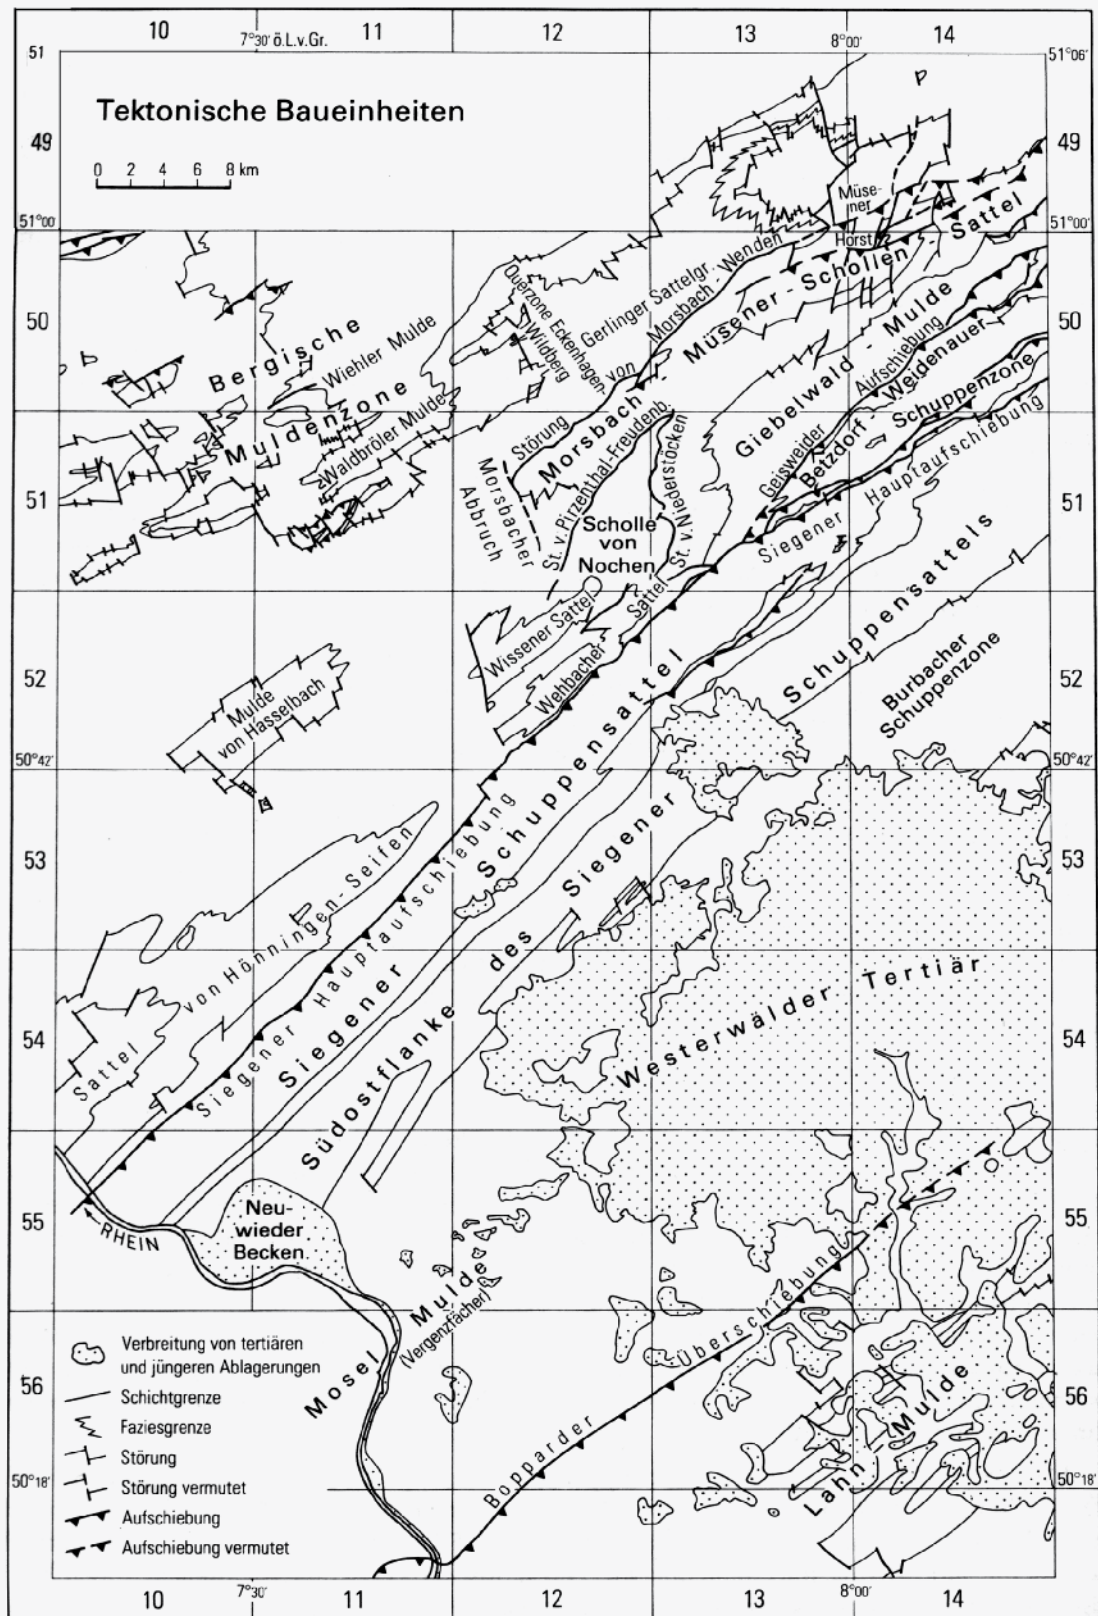 10
11
12
13
14
7°30' ö.L.v.Gr.
8°00'
51
51°06'
Tektonische Baueinheiten
49
49
0 2 4 6 8 km
Müse-
ner
Horst
51°00'
51°00'
Müsener - Schollen - Sattel
Störung von Morsbach - Wenden
Gerlinger Sattelgr.
Querzone Eckenhagen
Wildberg
50
50
Bergische
Muldenzone
Wiehler Mulde
Waldbröler Mulde
Giebelwald - Mulde
Geisweider Aufschiebung
Betzdorf - Weidenauer
Schuppenzone
Morsbach
Morsbacher
Abbruch
St. v. Pirzenthal-Freudenb.
St. v. Niederstöcken
Scholle
von
Nochen
51
51
Siegener Hauptaufschiebung
Wissener Sattel
Wehbacher Sattel
52
52
Mulde
von Hasselbach
Burbacher
Schuppenzone
50°42'
50°42'
Siegener Schuppensattel
Südostflanke des Siegener Schuppensattels
53
53
Sattel von Hönningen-Seifen
Siegener Hauptaufschiebung
54
54
Westerwälder Tertiär
55
55
RHEIN
Neu-
wieder
Becken
Mosel Mulde
(Vergenzfächer)
Bopparder Überschiebung
Lahn - Mulde
56
56
Verbreitung von tertiären
und jüngeren Ablagerungen
Schichtgrenze
Faziesgrenze
Störung
Störung vermutet
Aufschiebung
Aufschiebung vermutet
50°18'
50°18'
10
7°30'
11
12
13
8°00'
14